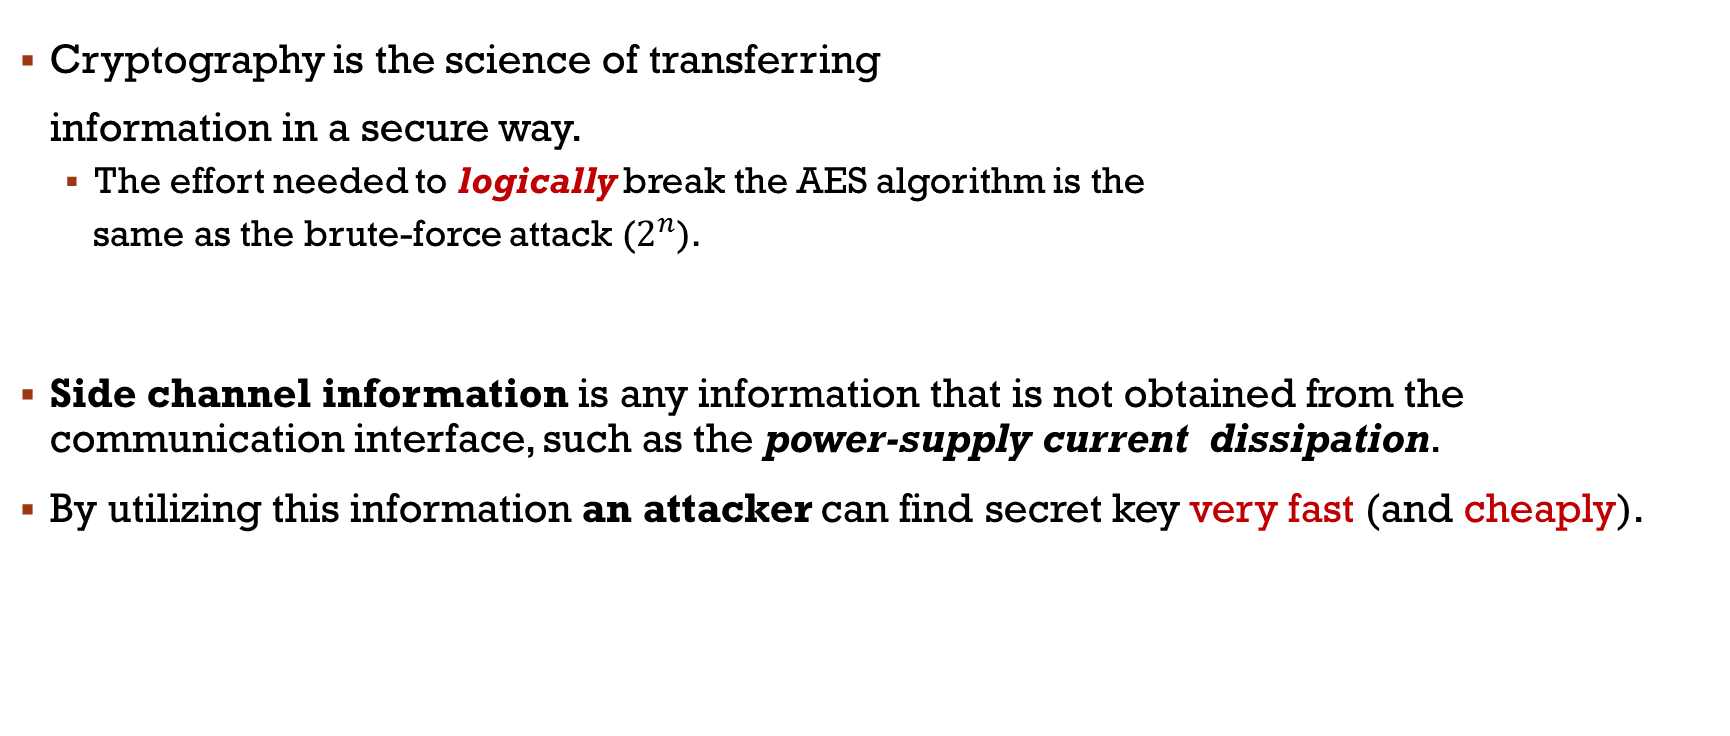 ▪ Cryptography is the science of transferring
information in a secure way.
▪ The effort needed to logically break the AES algorithm is the
same as the brute-force attack (2ⁿ).
▪ Side channel information is any information that is not obtained from the
communication interface, such as the power-supply current dissipation.
▪ By utilizing this information an attacker can find secret key very fast (and cheaply).